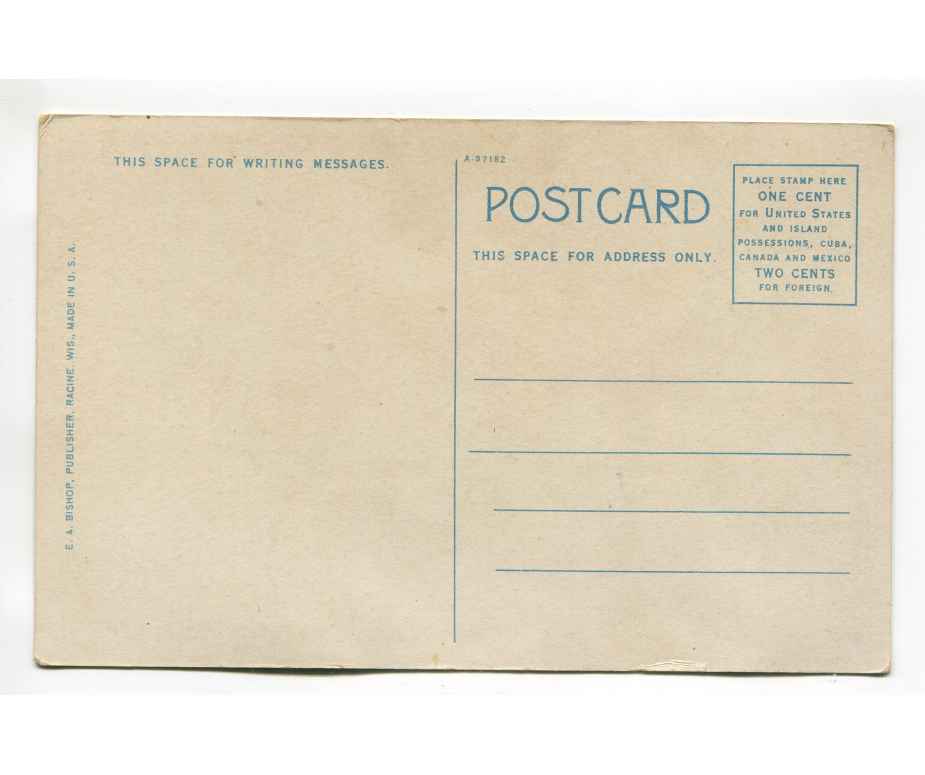 THIS SPACE FOR WRITING MESSAGES.
E. A. BISHOP, PUBLISHER, RACINE, WIS., MADE IN U. S. A.
A-97182
POSTCARD
THIS SPACE FOR ADDRESS ONLY.
PLACE STAMP HERE
ONE CENT
FOR UNITED STATES
AND ISLAND
POSSESSIONS, CUBA,
CANADA AND MEXICO
TWO CENTS
FOR FOREIGN.